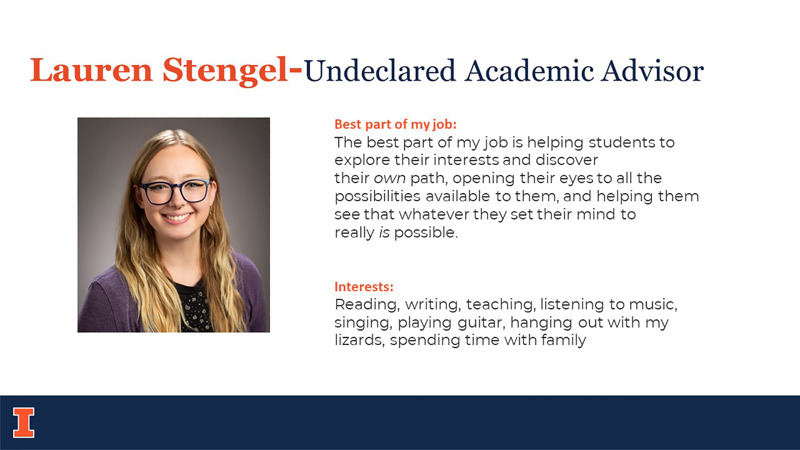 Lauren Stengel-Undeclared Academic Advisor
Best part of my job:
The best part of my job is helping students to
explore their interests and discover
their own path, opening their eyes to all the
possibilities available to them, and helping them
see that whatever they set their mind to
really is possible.
Interests:
Reading, writing, teaching, listening to music,
singing, playing guitar, hanging out with my
lizards, spending time with family
I